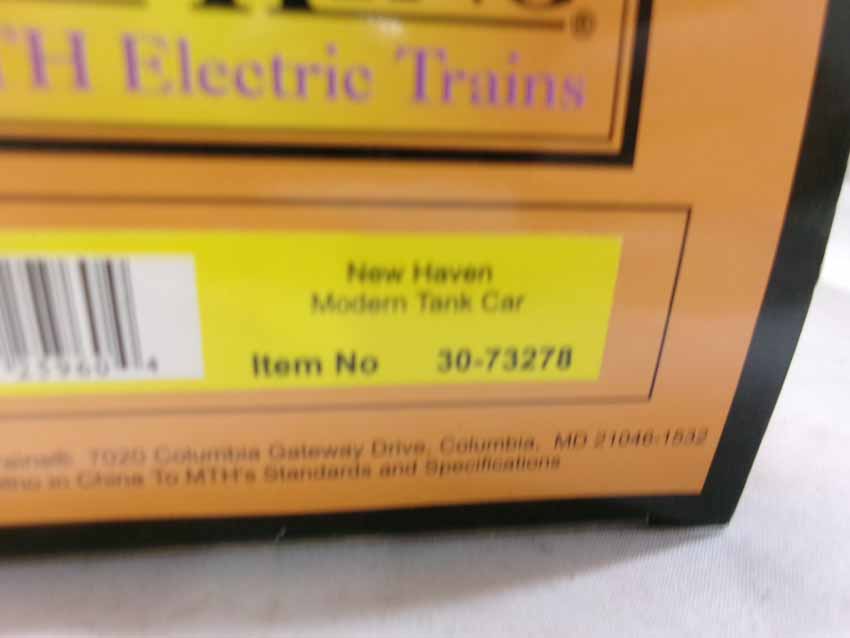 MTH Electric Trains
New Haven
Modern Tank Car
Item No 30-73278
7020 Columbia Gateway Drive, Columbia, MD 21046-1532
in China To MTH's Standards and Specifications